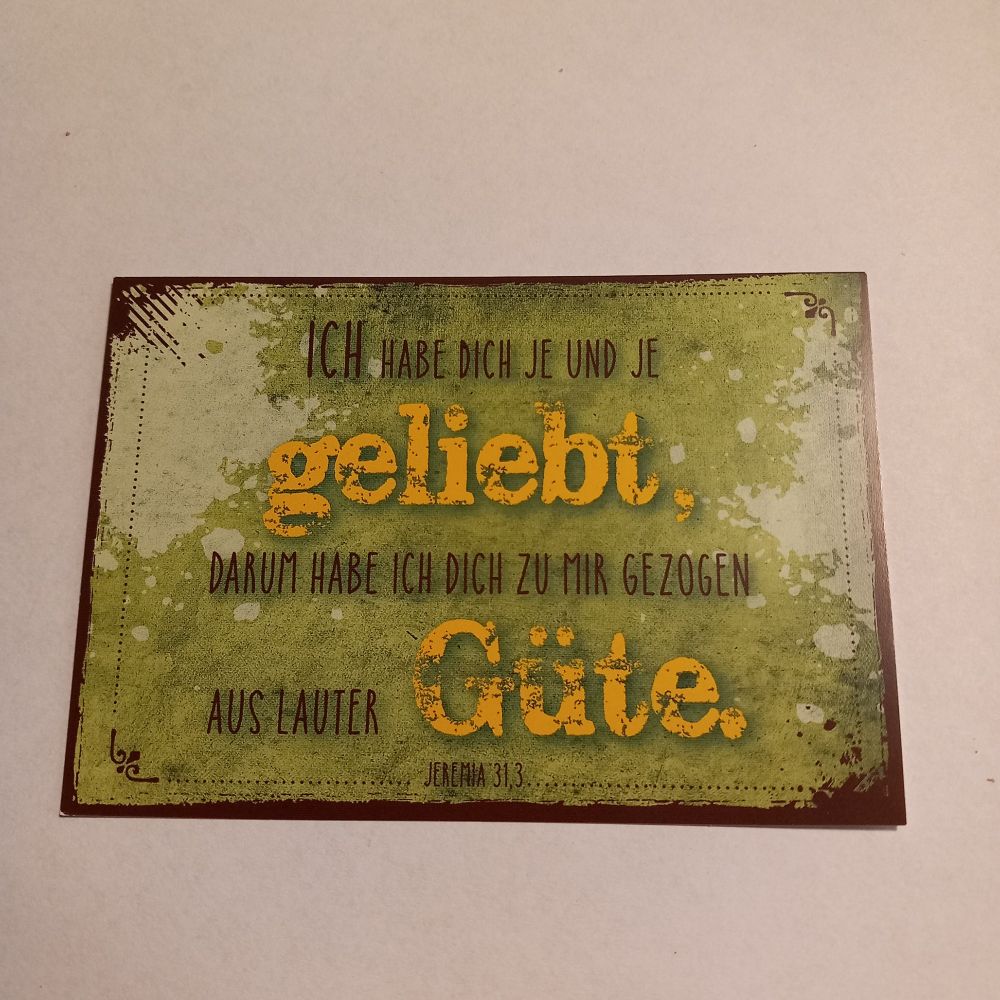 ICH HABE DICH JE UND JE
geliebt,
DARUM HABE ICH DICH ZU MIR GEZOGEN
AUS LAUTER Güte.
JEREMIA 31,3